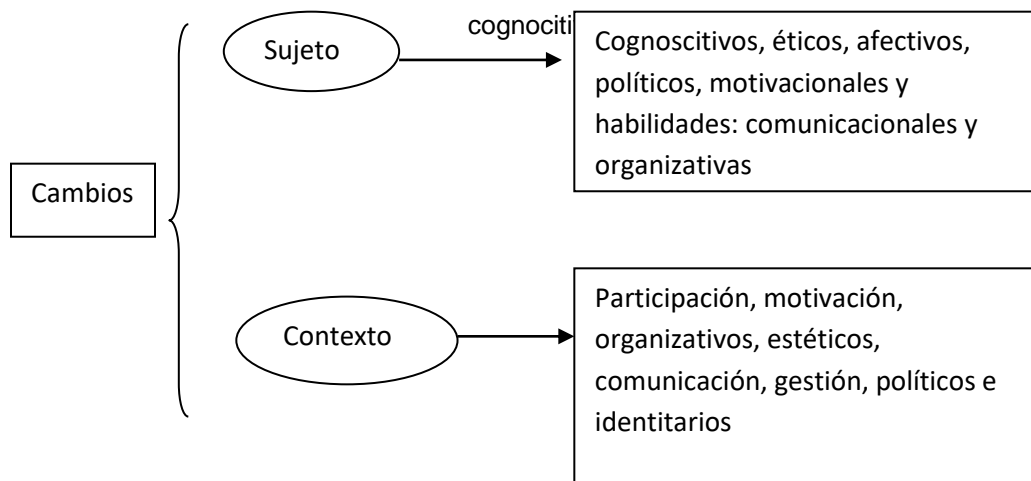 cognociti
Sujeto
Cognoscitivos, éticos, afectivos,
políticos, motivacionales y
habilidades: comunicacionales y
organizativas
Cambios
Contexto
Participación, motivación,
organizativos, estéticos,
comunicación, gestión, políticos e
identitarios